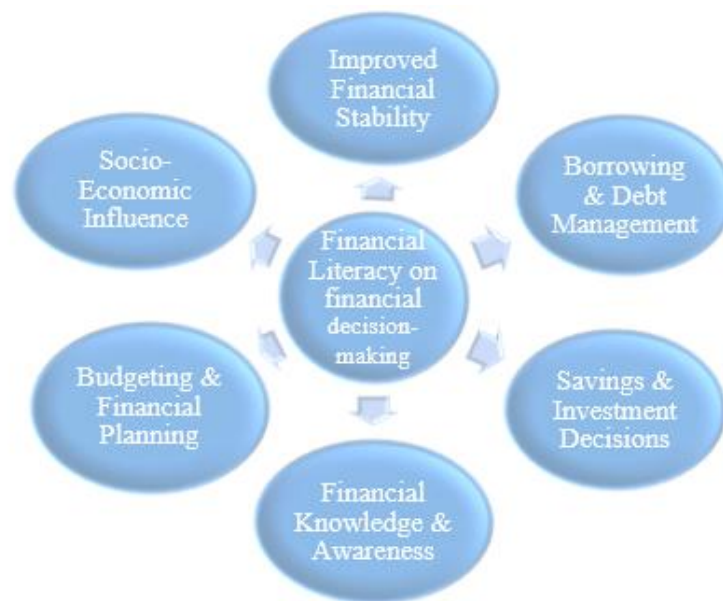 Improved
Financial
Stability
Socio-
Economic
Influence
Borrowing
& Debt
Management
Financial
Literacy on
financial
decision-
making
Budgeting &
Financial
Planning
Savings &
Investment
Decisions
Financial
Knowledge &
Awareness